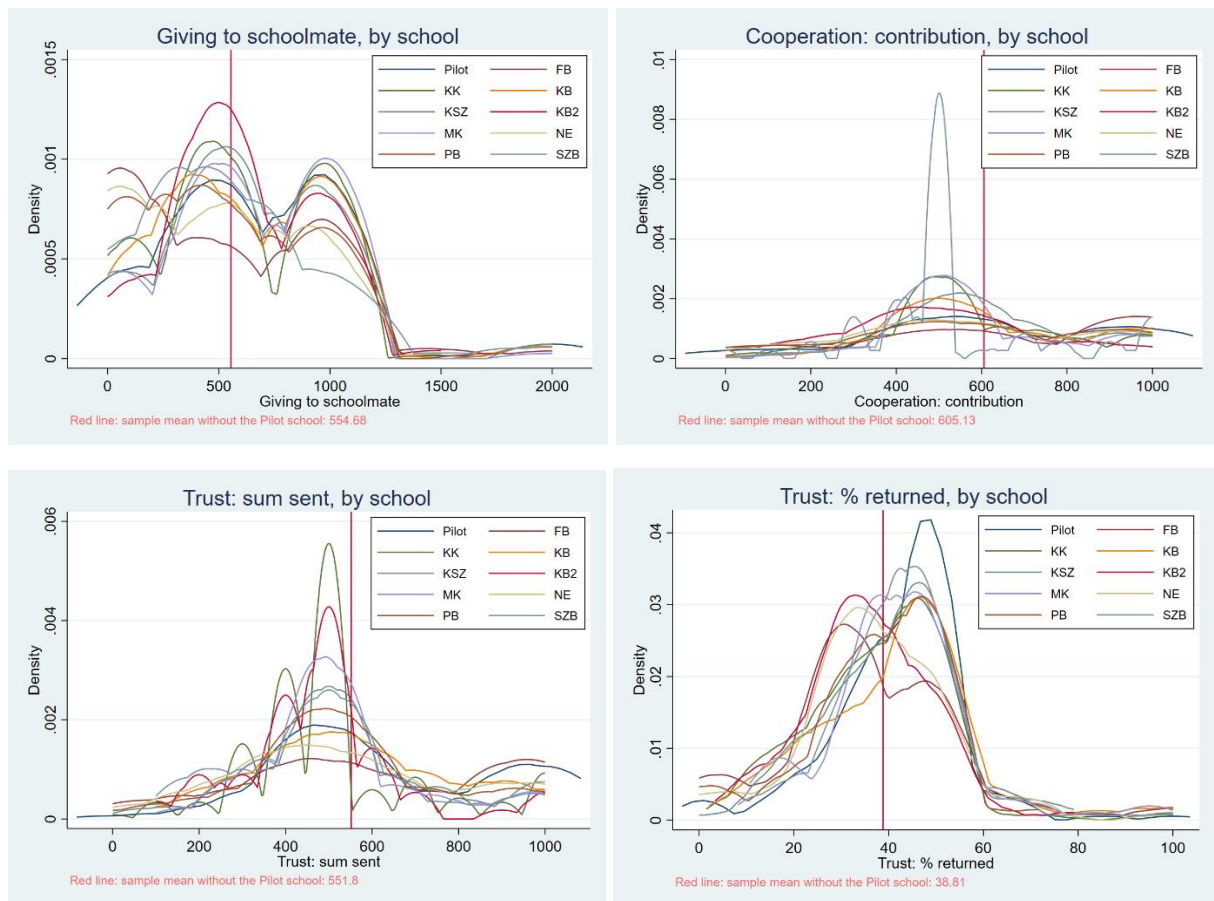 Giving to schoolmate, by school
.0015
.001
.0005
0
Density
Pilot FB
KK KB
KSZ KB2
MK NE
PB SZB
0 500 1000 1500 2000
Giving to schoolmate
Red line: sample mean without the Pilot school: 554.68
Cooperation: contribution, by school
.01
.008
.006
.004
.002
0
Density
Pilot FB
KK KB
KSZ KB2
MK NE
PB SZB
0 200 400 600 800 1000
Cooperation: contribution
Red line: sample mean without the Pilot school: 605.13
Trust: sum sent, by school
.006
.004
.002
0
Density
Pilot FB
KK KB
KSZ KB2
MK NE
PB SZB
0 200 400 600 800 1000
Trust: sum sent
Red line: sample mean without the Pilot school: 551.8
Trust: % returned, by school
.04
.03
.02
.01
0
Density
Pilot FB
KK KB
KSZ KB2
MK NE
PB SZB
0 20 40 60 80 100
Trust: % returned
Red line: sample mean without the Pilot school: 38.81